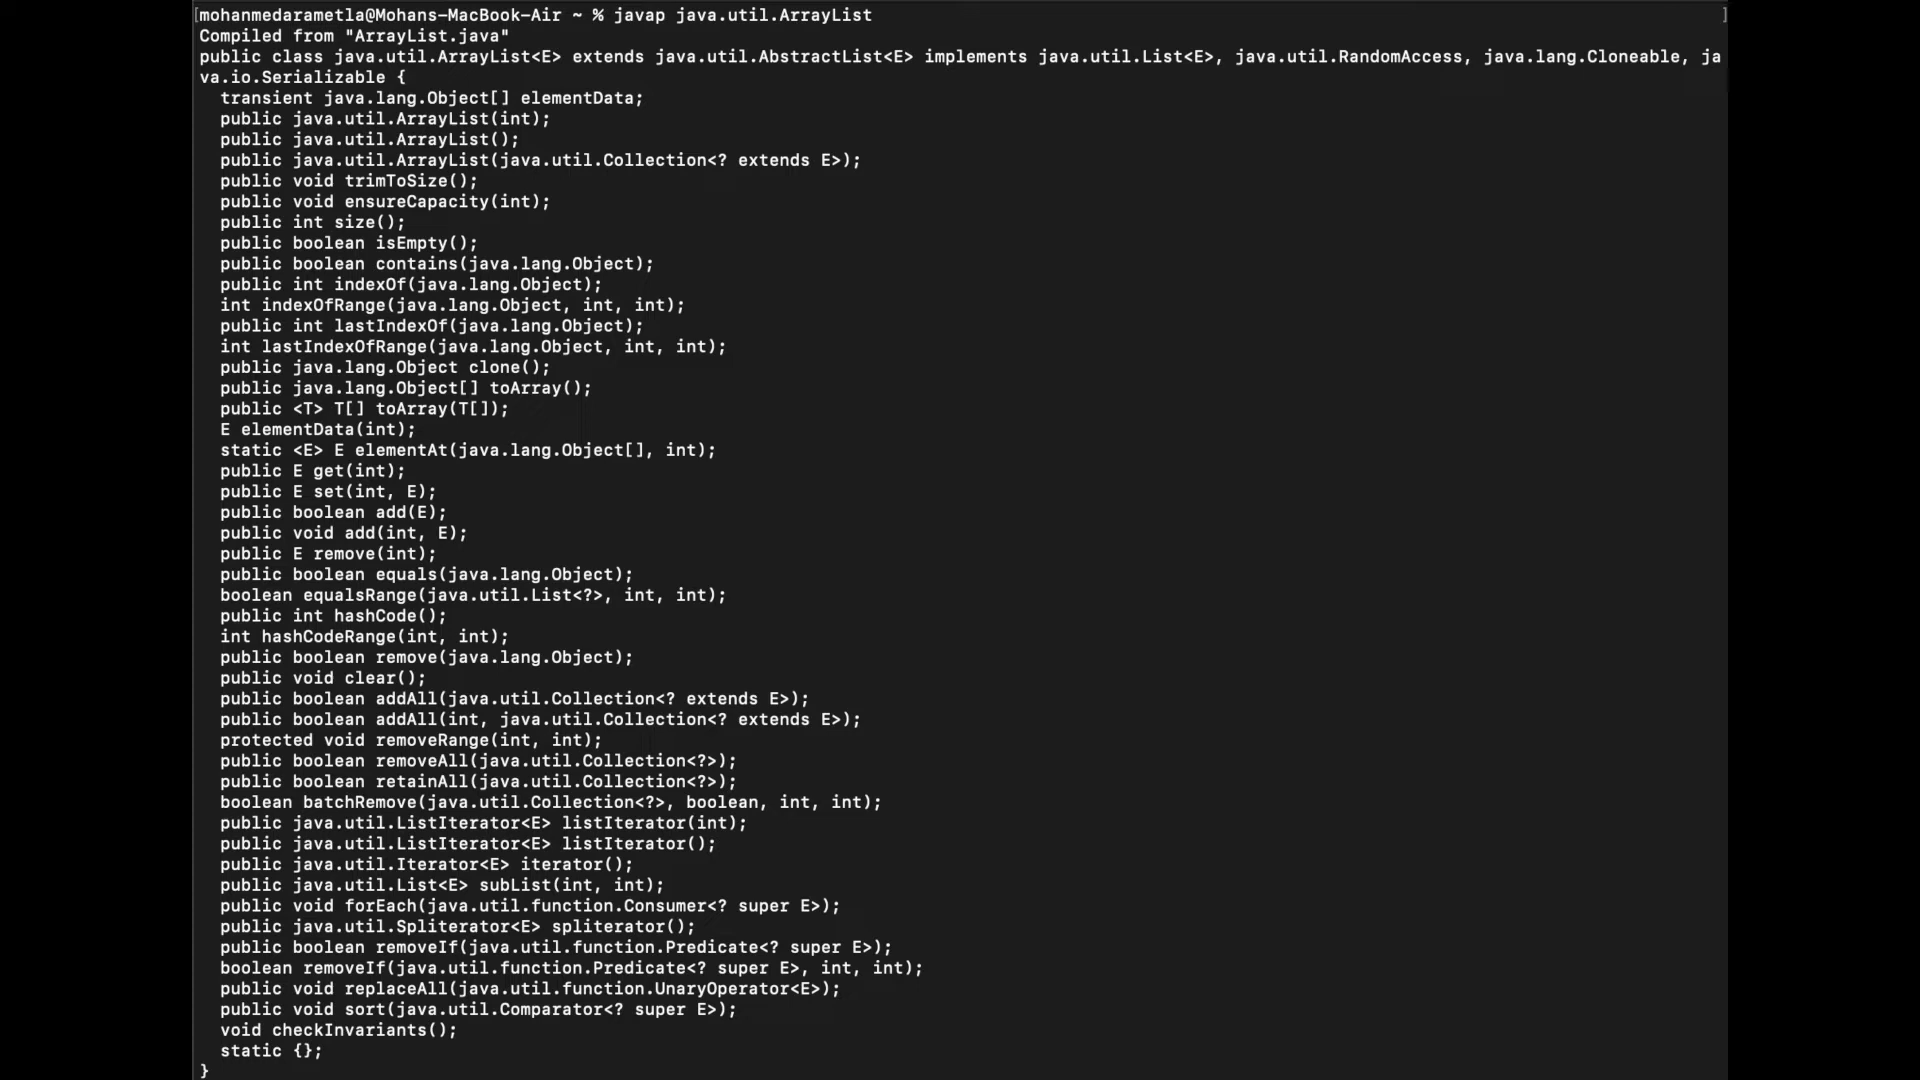 [mohanmedarametla@Mohans-MacBook-Air ~ % javap java.util.ArrayList ]
Compiled from "ArrayList.java"
public class java.util.ArrayList<E> extends java.util.AbstractList<E> implements java.util.List<E>, java.util.RandomAccess, java.lang.Cloneable, ja
va.io.Serializable {
  transient java.lang.Object[] elementData;
  public java.util.ArrayList(int);
  public java.util.ArrayList();
  public java.util.ArrayList(java.util.Collection<? extends E>);
  public void trimToSize();
  public void ensureCapacity(int);
  public int size();
  public boolean isEmpty();
  public boolean contains(java.lang.Object);
  public int indexOf(java.lang.Object);
  int indexOfRange(java.lang.Object, int, int);
  public int lastIndexOf(java.lang.Object);
  int lastIndexOfRange(java.lang.Object, int, int);
  public java.lang.Object clone();
  public java.lang.Object[] toArray();
  public <T> T[] toArray(T[]);
  E elementData(int);
  static <E> E elementAt(java.lang.Object[], int);
  public E get(int);
  public E set(int, E);
  public boolean add(E);
  public void add(int, E);
  public E remove(int);
  public boolean equals(java.lang.Object);
  boolean equalsRange(java.util.List<?>, int, int);
  public int hashCode();
  int hashCodeRange(int, int);
  public boolean remove(java.lang.Object);
  public void clear();
  public boolean addAll(java.util.Collection<? extends E>);
  public boolean addAll(int, java.util.Collection<? extends E>);
  protected void removeRange(int, int);
  public boolean removeAll(java.util.Collection<?>);
  public boolean retainAll(java.util.Collection<?>);
  boolean batchRemove(java.util.Collection<?>, boolean, int, int);
  public java.util.ListIterator<E> listIterator(int);
  public java.util.ListIterator<E> listIterator();
  public java.util.Iterator<E> iterator();
  public java.util.List<E> subList(int, int);
  public void forEach(java.util.function.Consumer<? super E>);
  public java.util.Spliterator<E> spliterator();
  public boolean removeIf(java.util.function.Predicate<? super E>);
  boolean removeIf(java.util.function.Predicate<? super E>, int, int);
  public void replaceAll(java.util.function.UnaryOperator<E>);
  public void sort(java.util.Comparator<? super E>);
  void checkInvariants();
  static {};
}